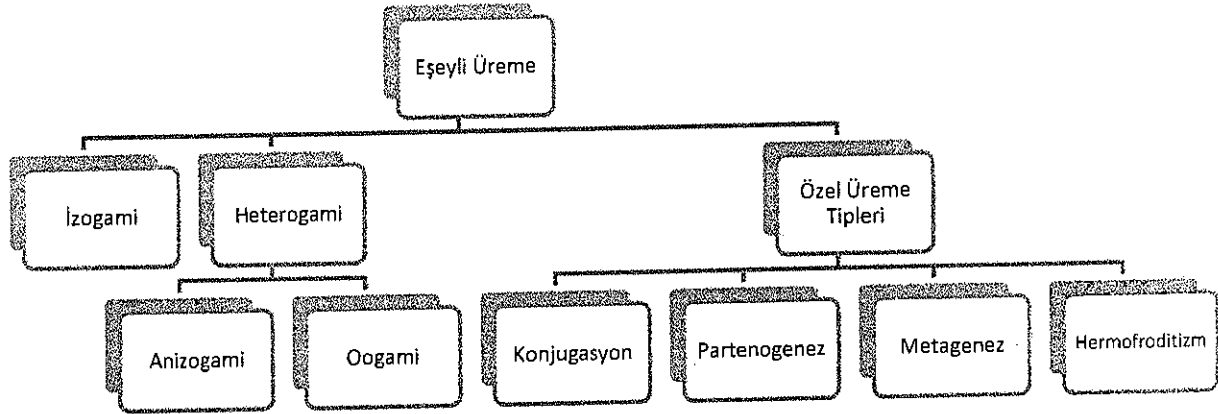 Eşeyli Üreme
İzogami
Heterogami
Özel Üreme
Tipleri
Anizogami
Oogami
Konjugasyon
Partenogenez
Metagenez
Hermofroditizm